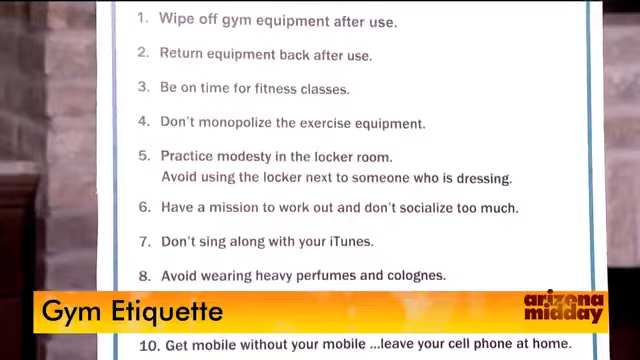 1. Wipe off gym equipment after use.
2. Return equipment back after use.
3. Be on time for fitness classes.
4. Don't monopolize the exercise equipment.
5. Practice modesty in the locker room.
Avoid using the locker next to someone who is dressing.
6. Have a mission to work out and don't socialize too much.
7. Don't sing along with your iTunes.
8. Avoid wearing heavy perfumes and colognes.
Gym Etiquette
arizona
midday
10. Get mobile without your mobile ...leave your cell phone at home.